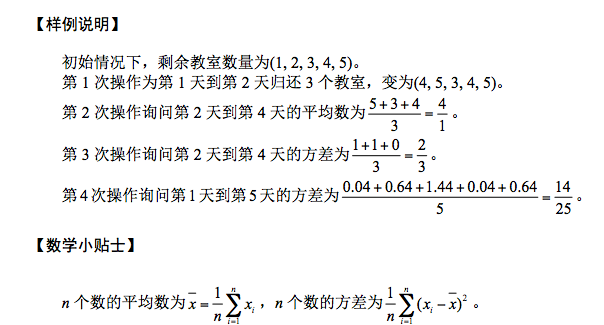 【样例说明】
初始情况下，剩余教室数量为(1, 2, 3, 4, 5)。
第 1 次操作为第 1 天到第 2 天归还 3 个教室，变为(4, 5, 3, 4, 5)。
第 2 次操作询问第 2 天到第 4 天的平均数为 $\frac{5+3+4}{3}=\frac{4}{1}$ 。
第 3 次操作询问第 2 天到第 4 天的方差为 $\frac{1+1+0}{3}=\frac{2}{3}$ 。
第 4 次操作询问第 1 天到第 5 天的方差为 $\frac{0.04+0.64+1.44+0.04+0.64}{5}=\frac{14}{25}$ 。
【数学小贴士】
n 个数的平均数为 $\overline{x}=\frac{1}{n}\sum_{i=1}^{n}x_i$ ，n 个数的方差为 $\frac{1}{n}\sum_{i=1}^{n}(x_i-\overline{x})^2$ 。